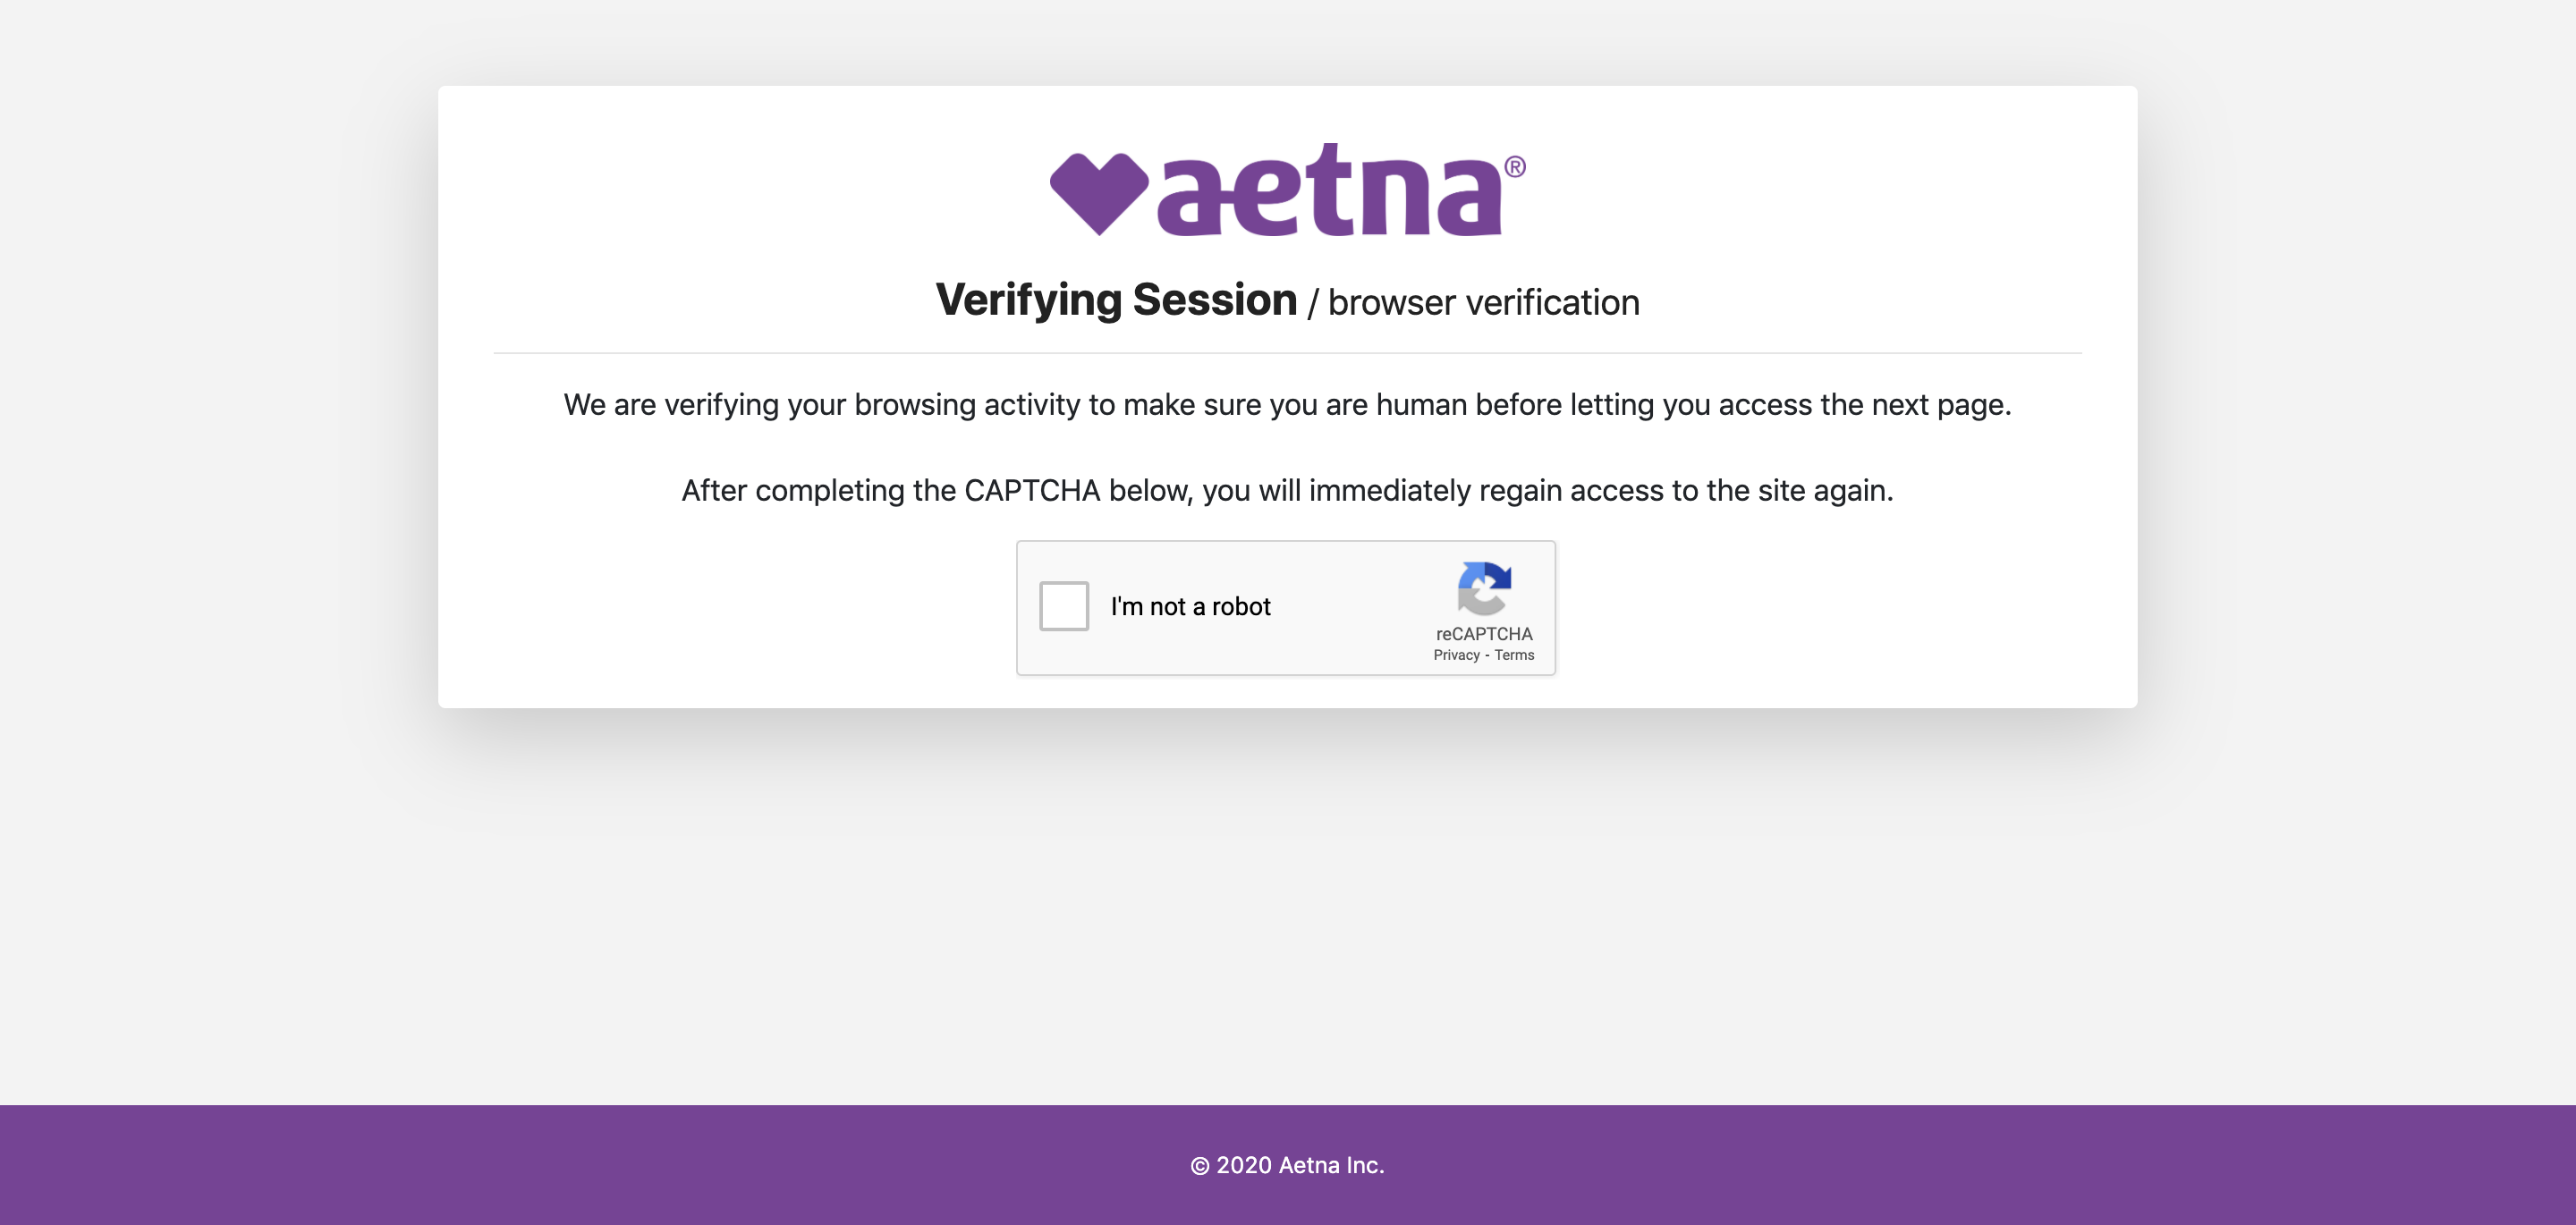 aetna®
Verifying Session / browser verification
We are verifying your browsing activity to make sure you are human before letting you access the next page.
After completing the CAPTCHA below, you will immediately regain access to the site again.
I'm not a robot
reCAPTCHA
Privacy - Terms
© 2020 Aetna Inc.